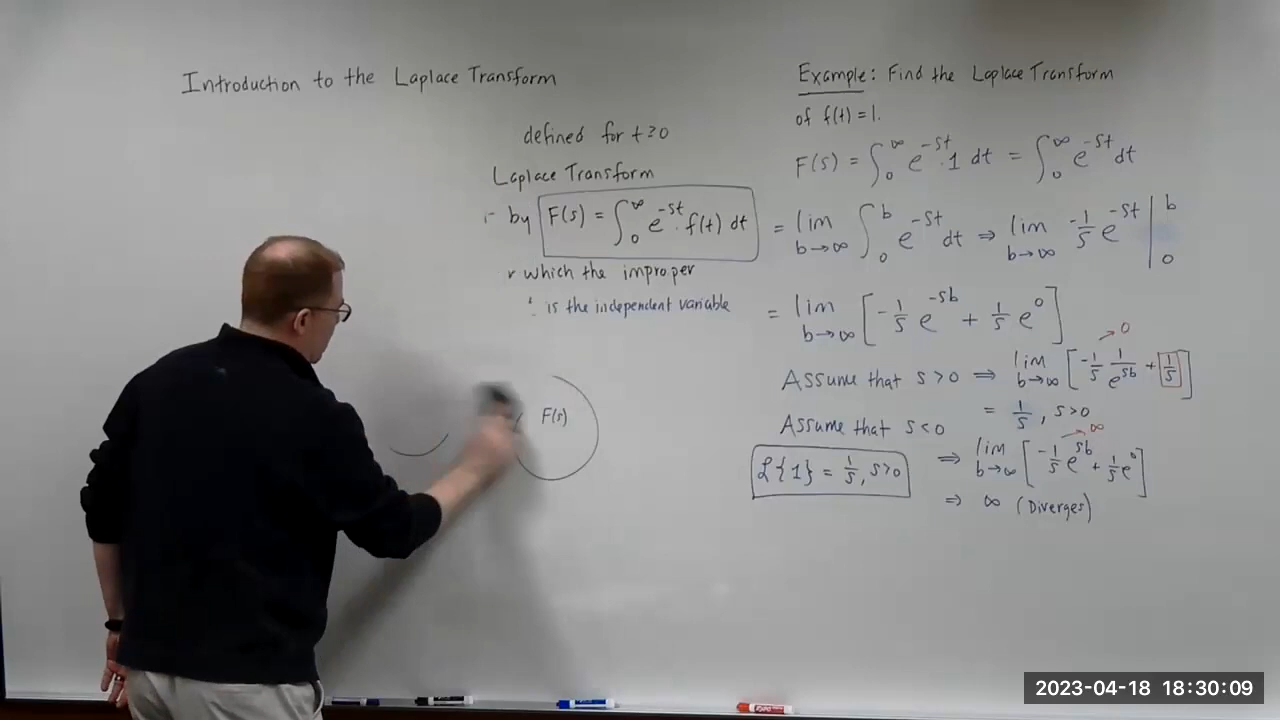 Introduction to the Laplace Transform
defined for t ≥ 0
Laplace Transform
by F(s) = ∫₀^∞ e^{-st} · f(t) dt
which the improper
is the independent variable
F(s)
Example: Find the Laplace Transform
of f(t) = 1.
F(s) = ∫₀^∞ e^{-st} · 1 dt = ∫₀^∞ e^{-st} dt
= lim b→∞ ∫₀^b e^{-st} dt ⇒ lim b→∞ -1/s e^{-st} |₀^b
= lim b→∞ [-1/s e^{-sb} + 1/s e^0]
Assume that s > 0 ⇒ lim b→∞ [-1/s 1/e^{sb} + 1/s] → 0
= 1/s, s > 0
Assume that s < 0
⇒ lim b→∞ [-1/s e^{sb} + 1/s e^0] → ∞
ℒ{1} = 1/s, s > 0
⇒ ∞ (Diverges)
EXPO
2023-04-18 18:30:09